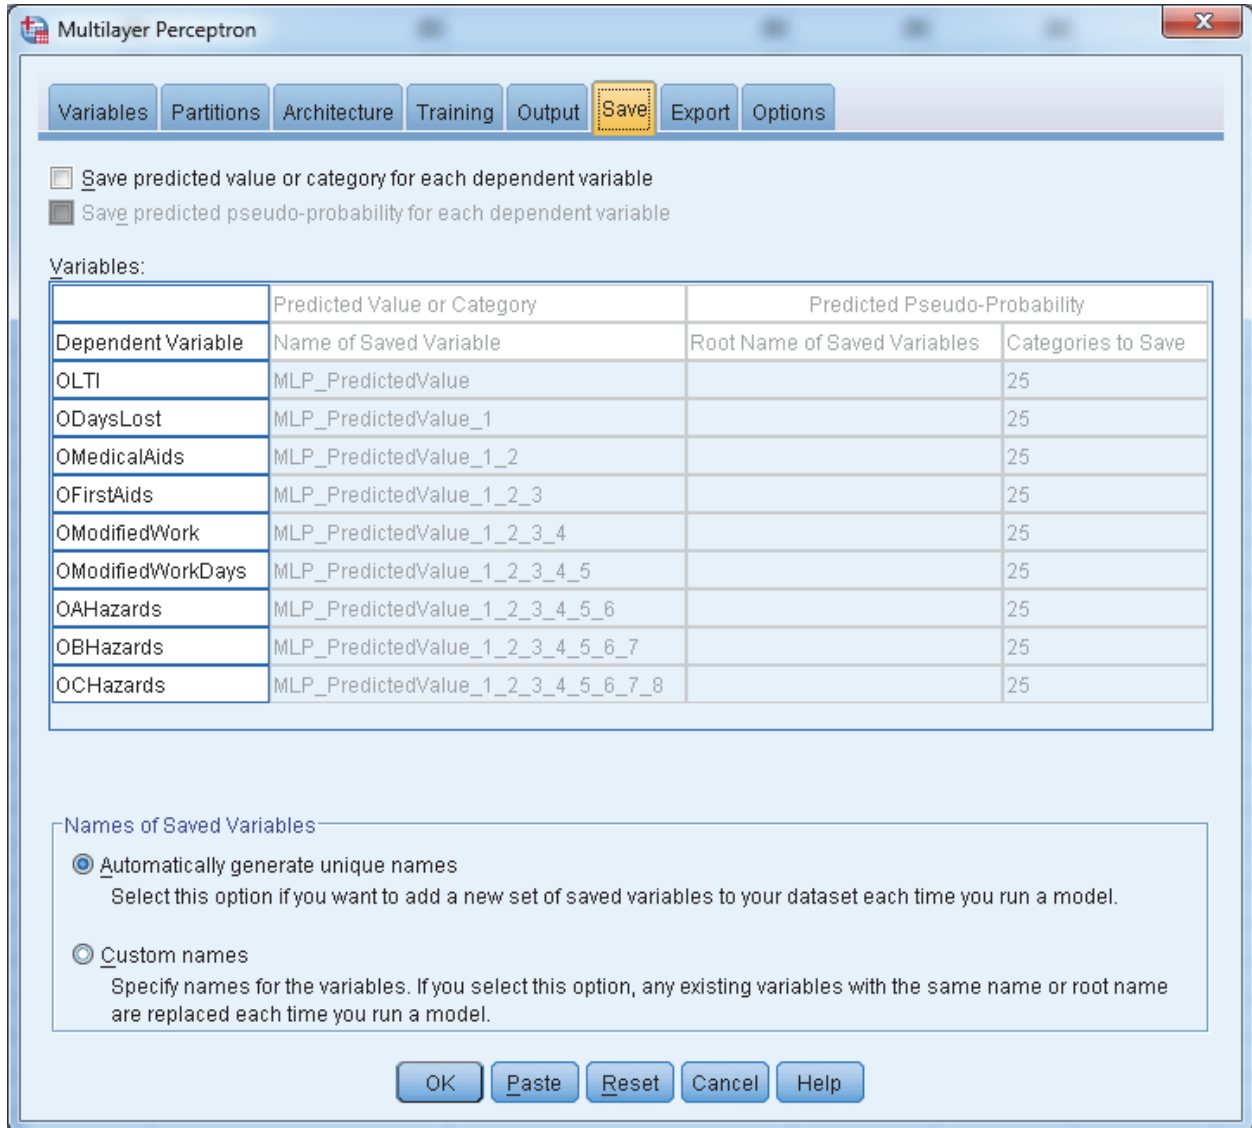 Multilayer Perceptron
Variables Partitions Architecture Training Output Save Export Options
Save predicted value or category for each dependent variable
Save predicted pseudo-probability for each dependent variable
Variables:
Predicted Value or Category Predicted Pseudo-Probability
Dependent Variable Name of Saved Variable Root Name of Saved Variables Categories to Save
OLTI MLP_PredictedValue 25
ODaysLost MLP_PredictedValue_1 25
OMedicalAids MLP_PredictedValue_1_2 25
OFirstAids MLP_PredictedValue_1_2_3 25
OModifiedWork MLP_PredictedValue_1_2_3_4 25
OModifiedWorkDays MLP_PredictedValue_1_2_3_4_5 25
OAHazards MLP_PredictedValue_1_2_3_4_5_6 25
OBHazards MLP_PredictedValue_1_2_3_4_5_6_7 25
OCHazards MLP_PredictedValue_1_2_3_4_5_6_7_8 25
Names of Saved Variables
Automatically generate unique names
Select this option if you want to add a new set of saved variables to your dataset each time you run a model.
Custom names
Specify names for the variables. If you select this option, any existing variables with the same name or root name
are replaced each time you run a model.
OK Paste Reset Cancel Help